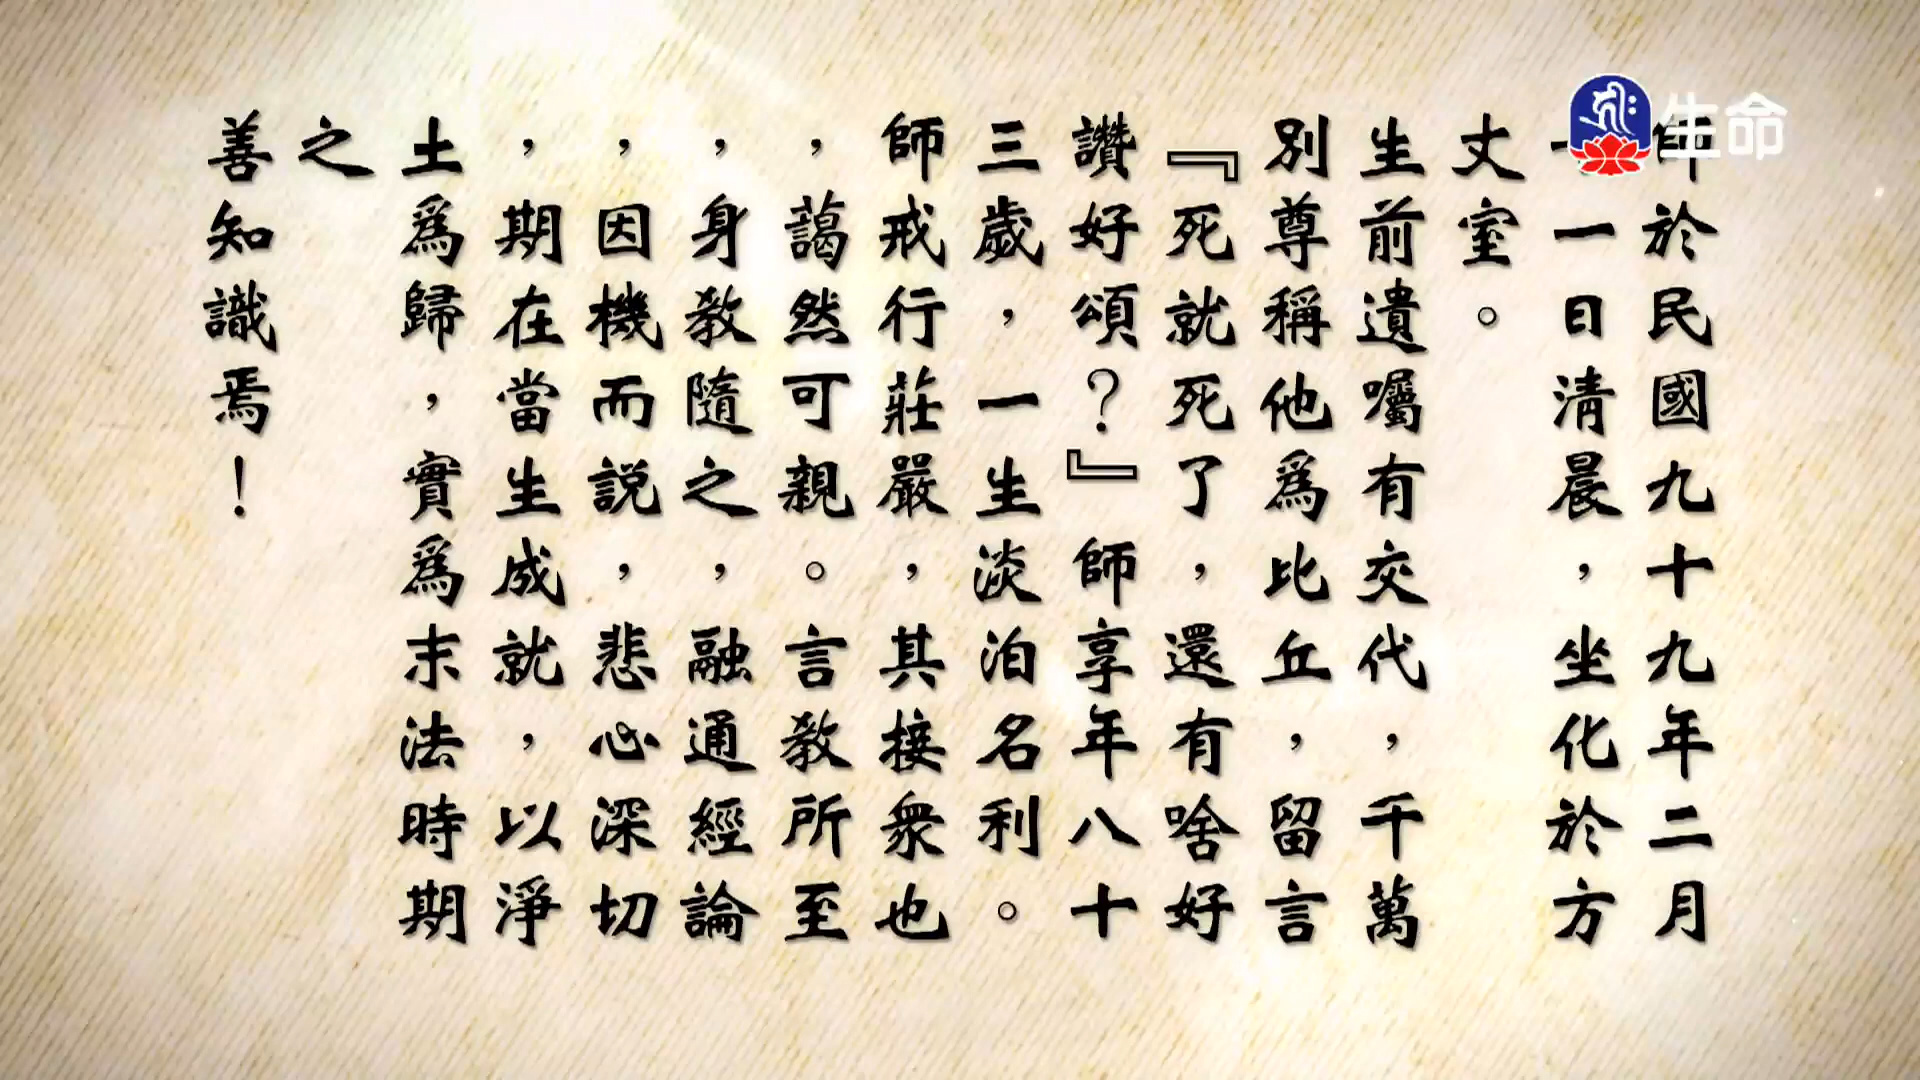 師於民國九十九年二月
一日清晨，坐化於方
丈室。
生前遺囑有交代，千萬
別尊稱他為比丘，留言
『死就死了，還有啥好
讚好頌？』師享年八十
三歲，一生淡泊名利。
師戒行莊嚴，其接眾也
，藹然可親。言教所至
，身教隨之，融通經論
，因機而說，悲心深切
，期在當生成就，以淨
土為歸，實為末法時期
之
善知識焉！
生命